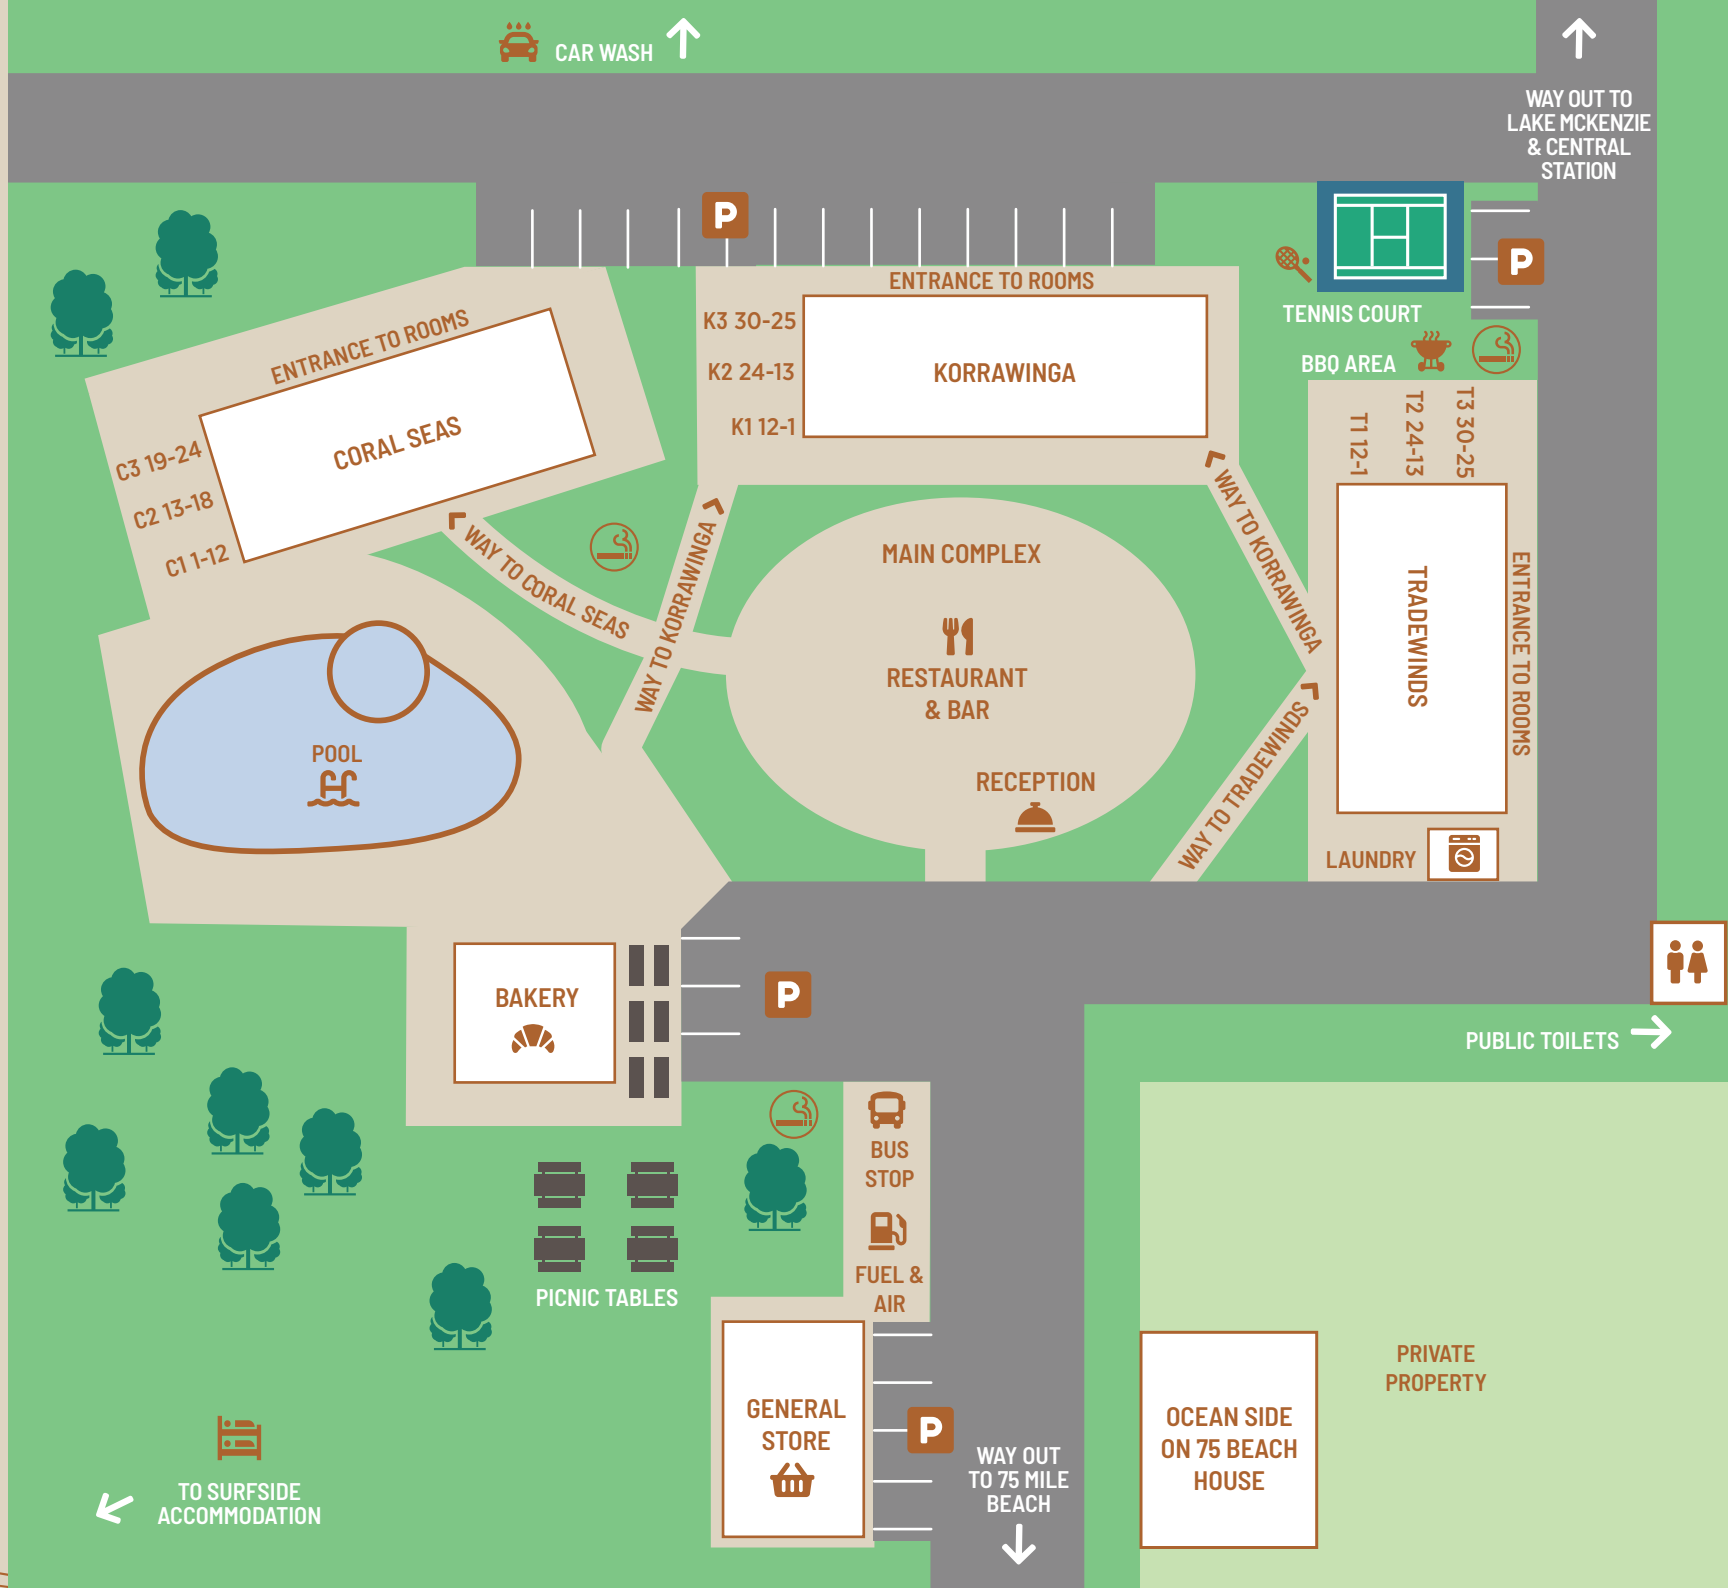 CAR WASH
WAY OUT TO
LAKE MCKENZIE
& CENTRAL
STATION
P
P
TENNIS COURT
BBQ AREA
ENTRANCE TO ROOMS
CORAL SEAS
C3 19-24
C2 13-18
C1 1-12
ENTRANCE TO ROOMS
K3 30-25
K2 24-13
K1 12-1
KORRAWINGA
T1 12-1
T2 24-13
T3 30-25
TRADEWINDS
ENTRANCE TO ROOMS
LAUNDRY
WAY TO CORAL SEAS
WAY TO KORRAWINGA
MAIN COMPLEX
RESTAURANT
& BAR
RECEPTION
WAY TO KORRAWINGA
WAY TO TRADEWINDS
POOL
BAKERY
P
PUBLIC TOILETS
BUS
STOP
FUEL &
AIR
PICNIC TABLES
GENERAL
STORE
P
WAY OUT
TO 75 MILE
BEACH
OCEAN SIDE
ON 75 BEACH
HOUSE
PRIVATE
PROPERTY
TO SURFSIDE
ACCOMMODATION